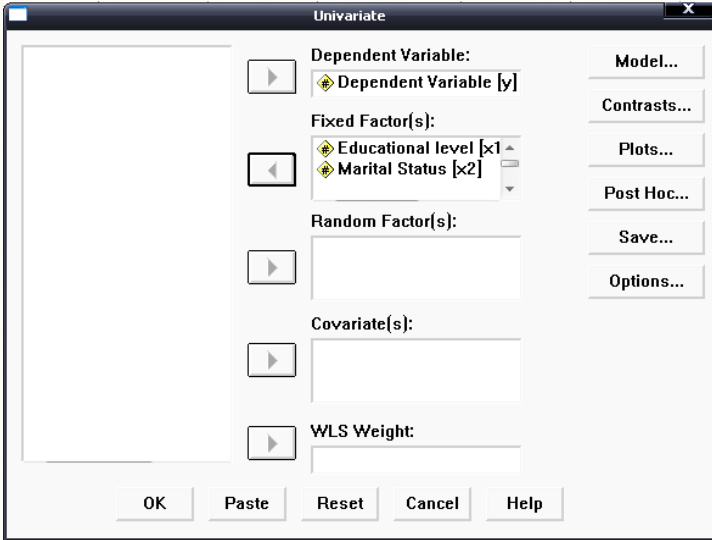 Univariate
x
Dependent Variable:
# Dependent Variable [y]
Fixed Factor(s):
# Educational level [x1
# Marital Status [x2]
Random Factor(s):
Covariate(s):
WLS Weight:
Model...
Contrasts...
Plots...
Post Hoc...
Save...
Options...
OK Paste Reset Cancel Help